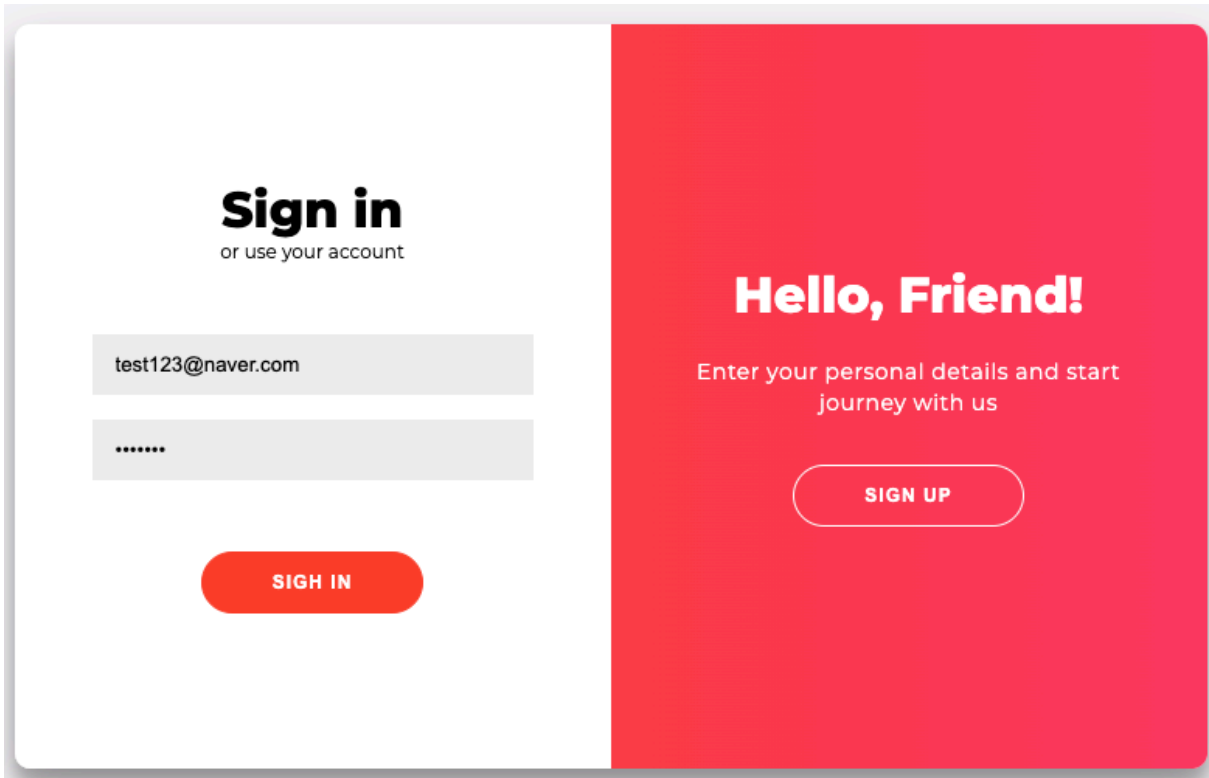 Sign in
or use your account
test123@naver.com
•••••••
SIGH IN
Hello, Friend!
Enter your personal details and start
journey with us
SIGN UP